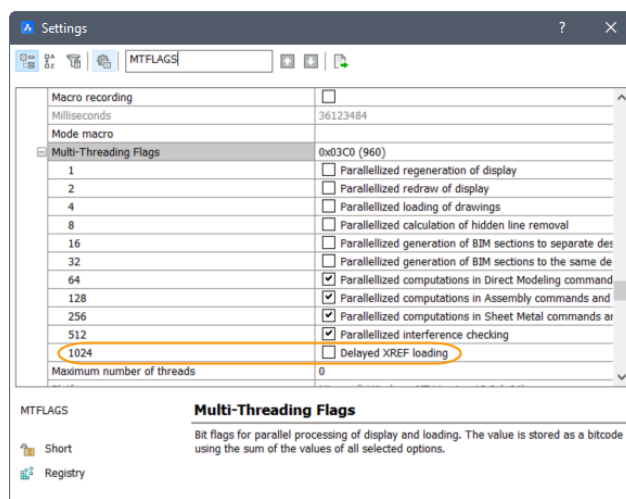 Settings
MTFLAGS
Macro recording
Milliseconds 36123484
Mode macro
Multi-Threading Flags 0x03C0 (960)
1 Parallellized regeneration of display
2 Parallellized redraw of display
4 Parallellized loading of drawings
8 Parallellized calculation of hidden line removal
16 Parallellized generation of BIM sections to separate des
32 Parallellized generation of BIM sections to the same de
64 Parallellized computations in Direct Modeling command
128 Parallellized computations in Assembly commands and
256 Parallellized computations in Sheet Metal commands ar
512 Parallellized interference checking
1024 Delayed XREF loading
Maximum number of threads 0
MTFLAGS Multi-Threading Flags
Bit flags for parallel processing of display and loading. The value is stored as a bitcode
Short using the sum of the values of all selected options.
Registry